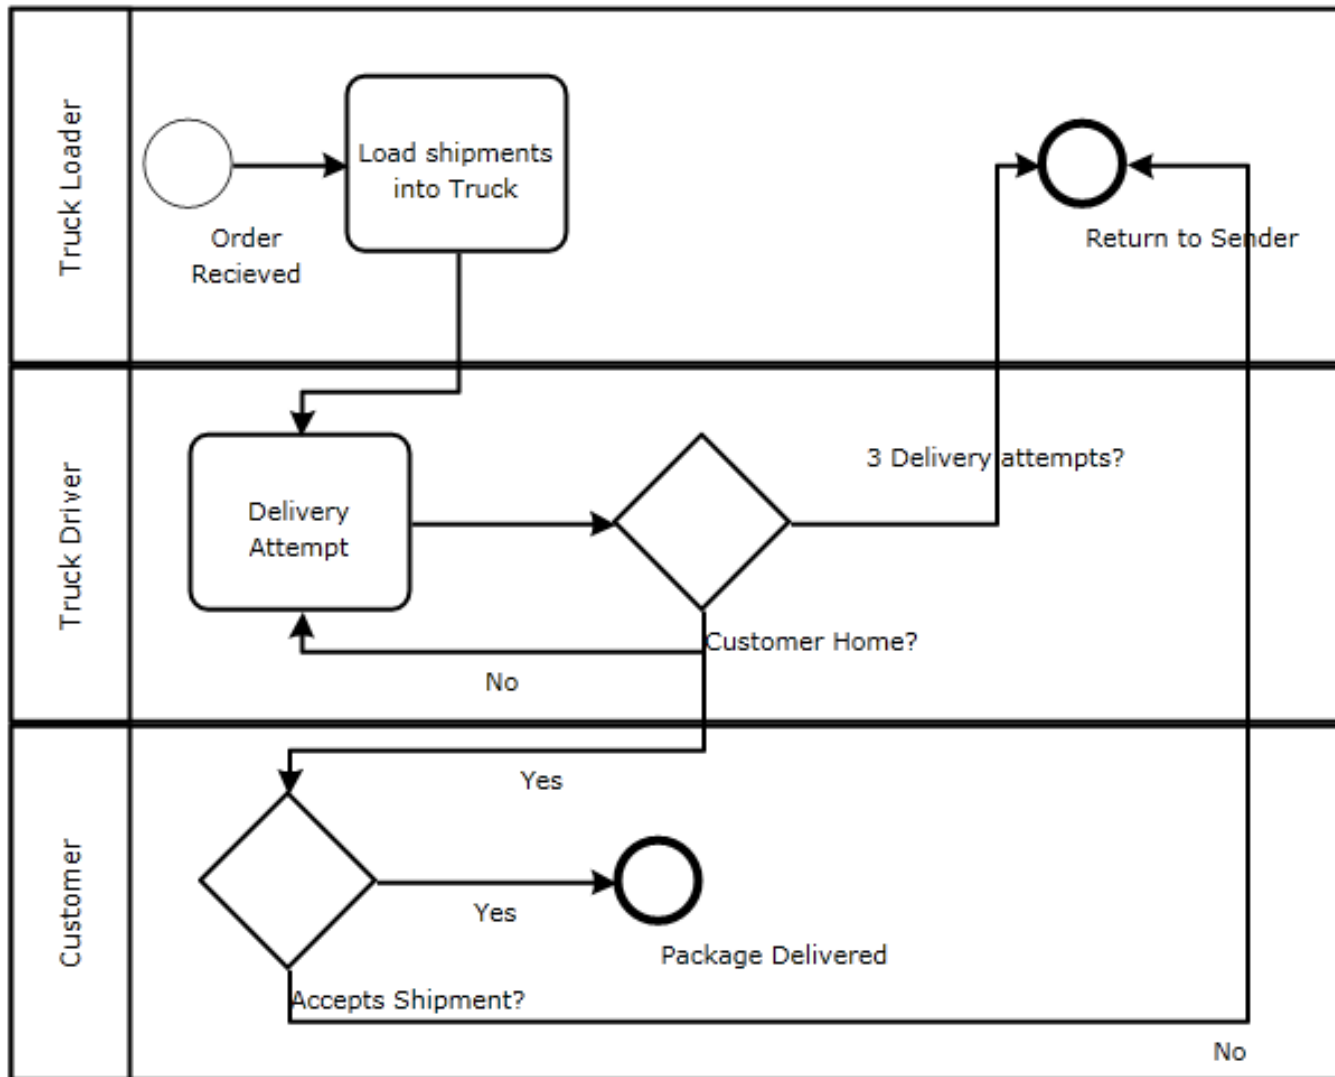 Truck Loader
Load shipments
into Truck
Order
Recieved
Return to Sender
Truck Driver
3 Delivery attempts?
Delivery
Attempt
Customer Home?
No
Customer
Yes
Yes
Package Delivered
Accepts Shipment?
No